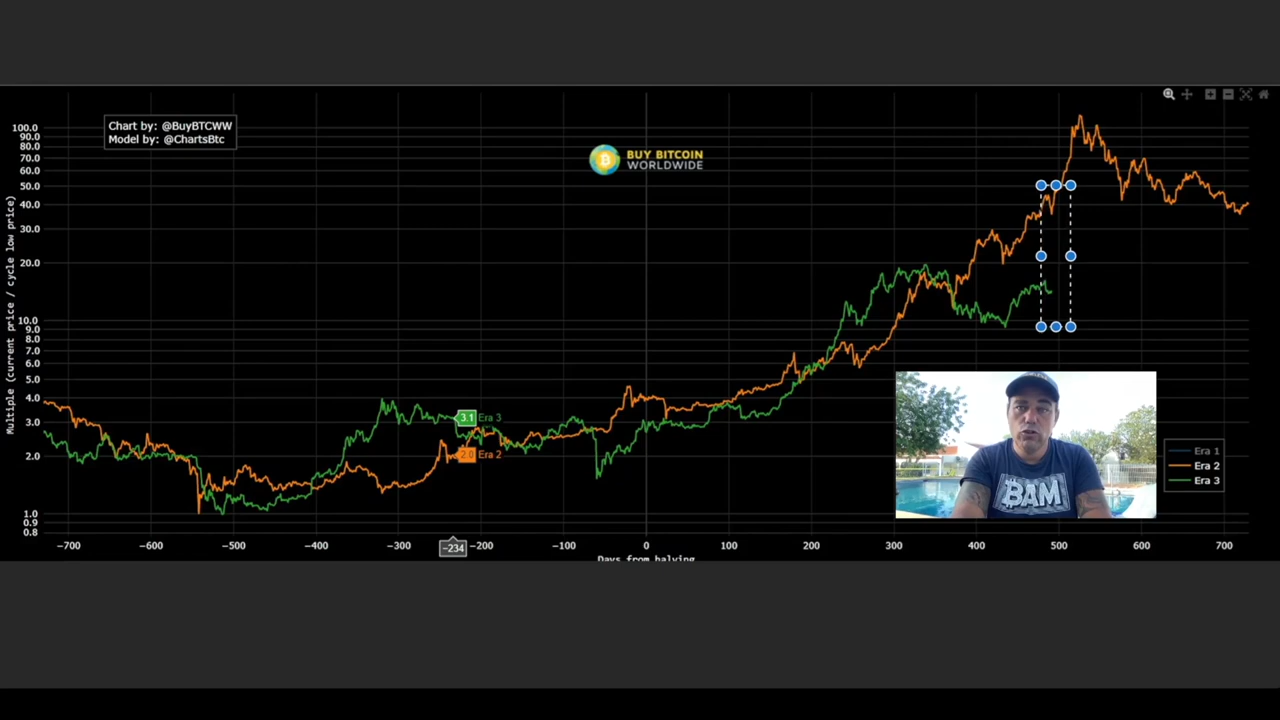 Chart by: @BuyBTCWW
Model by: @ChartsBtc
BUY BITCOIN
WORLDWIDE
Multiple (current price / cycle low price)
100.0
90.0
80.0
70.0
60.0
50.0
40.0
30.0
20.0
10.0
9.0
8.0
7.0
6.0
5.0
4.0
3.0
2.0
1.0
0.9
0.8
3.1 Era 3
2.0 Era 2
BAM
Era 1
Era 2
Era 3
−700 −600 −500 −400 −300 −200 −100 0 100 200 300 400 500 600 700
−234
Days from halving